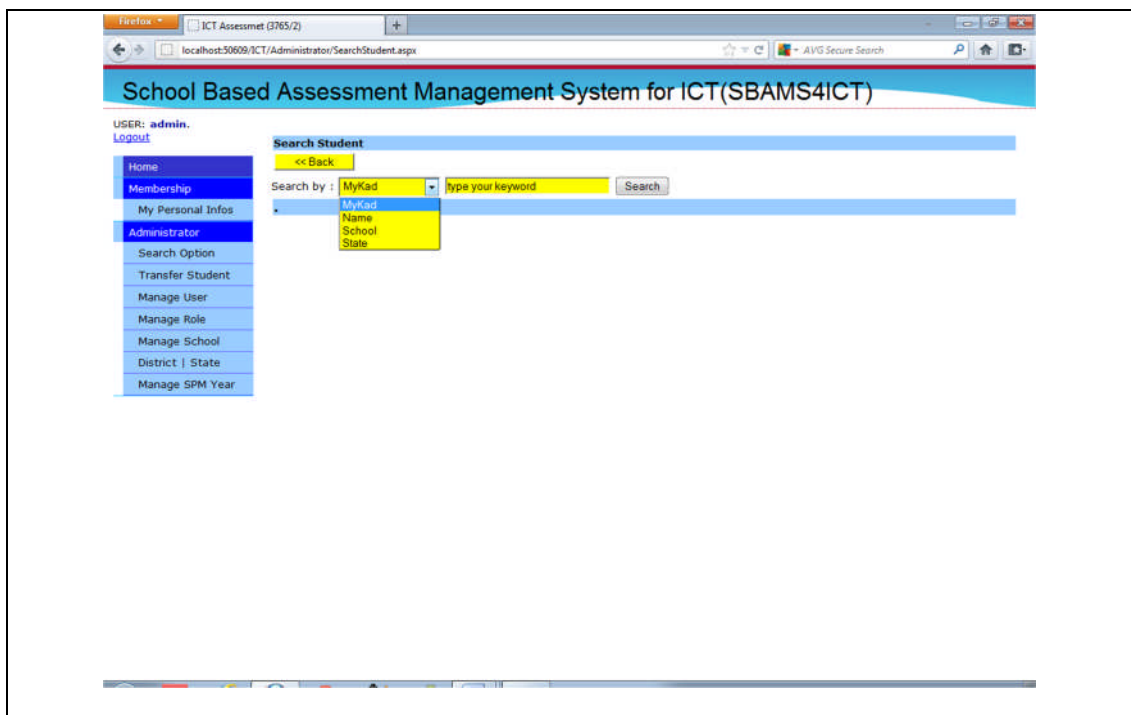 Firefox
ICT Assessmet (3765/2)
localhost:50609/ICT/Administrator/SearchStudent.aspx
AVG Secure Search
School Based Assessment Management System for ICT(SBAMS4ICT)
USER: admin.
Logout
Home
Membership
My Personal Infos
Administrator
Search Option
Transfer Student
Manage User
Manage Role
Manage School
District | State
Manage SPM Year
Search Student
<< Back
Search by : MyKad type your keyword Search
MyKad
Name
School
State